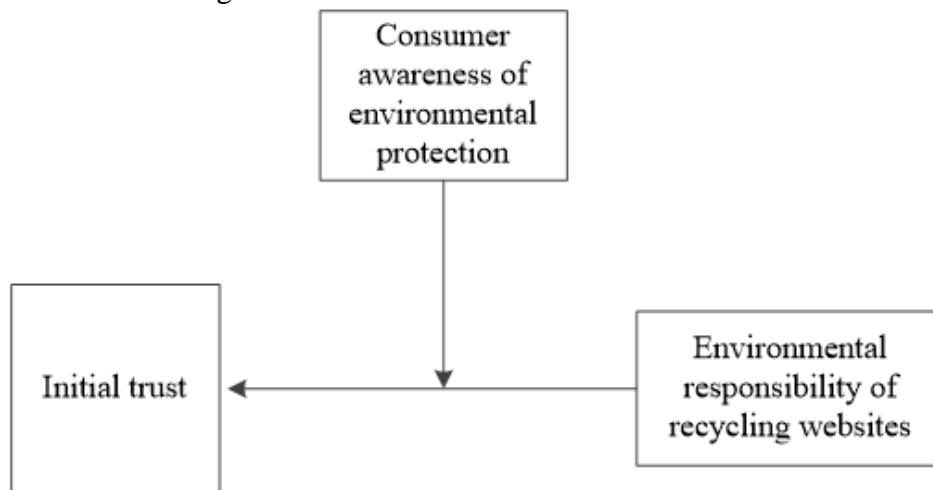 Consumer
awareness of
environmental
protection
Initial trust
Environmental
responsibility of
recycling websites